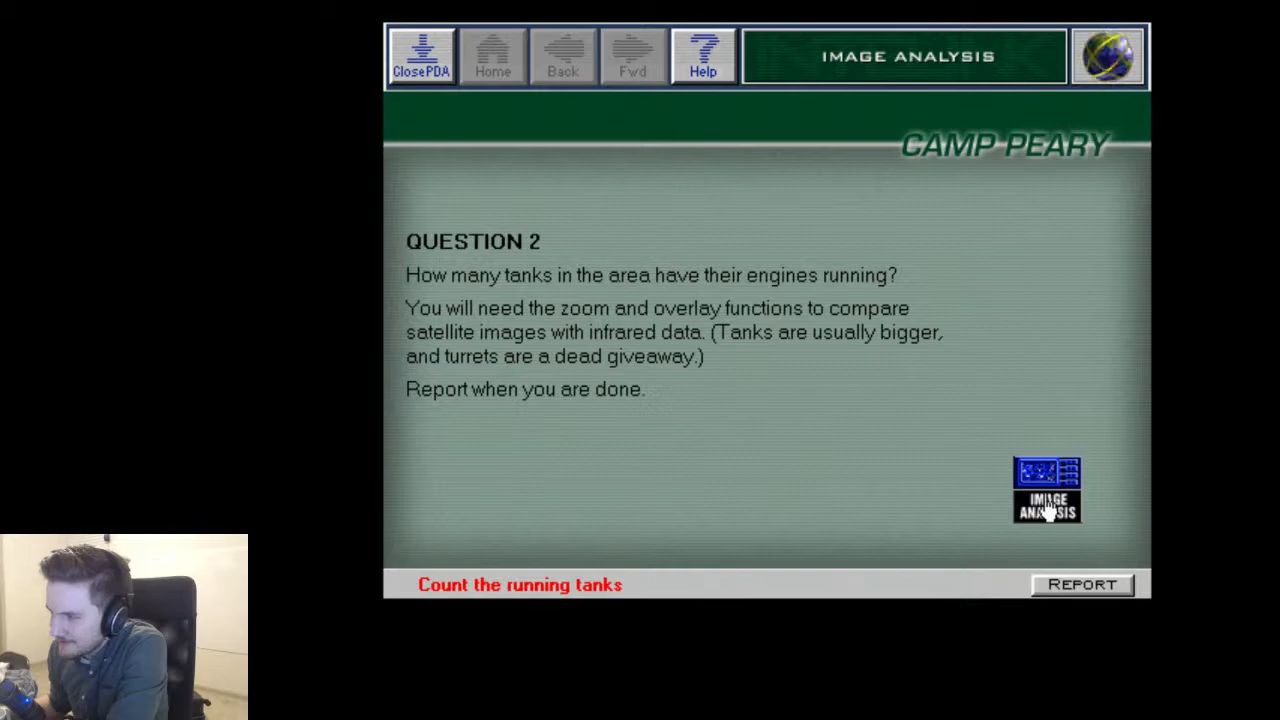 ClosePDA
Home
Back
Fwd
Help
IMAGE ANALYSIS
CAMP PEARY
QUESTION 2
How many tanks in the area have their engines running?
You will need the zoom and overlay functions to compare
satellite images with infrared data. (Tanks are usually bigger,
and turrets are a dead giveaway.)
Report when you are done.
IMAGE
ANALYSIS
Count the running tanks
REPORT